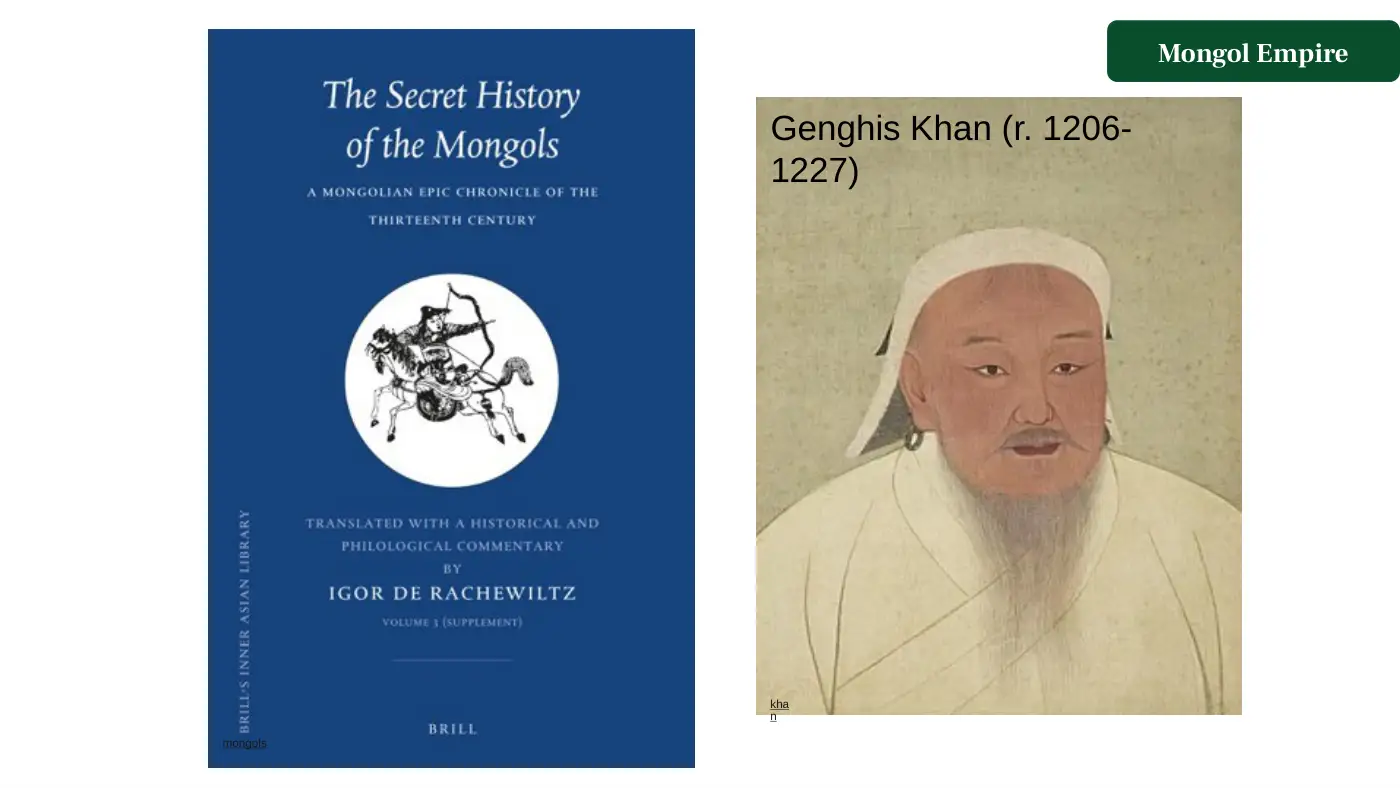 The Secret History
of the Mongols
A MONGOLIAN EPIC CHRONICLE OF THE
THIRTEENTH CENTURY
TRANSLATED WITH A HISTORICAL AND
PHILOLOGICAL COMMENTARY
BY
IGOR DE RACHEWILTZ
VOLUME 3 (SUPPLEMENT)
BRILL'S INNER ASIAN LIBRARY
BRILL
mongols
Mongol Empire
Genghis Khan (r. 1206-
1227)
kha
n